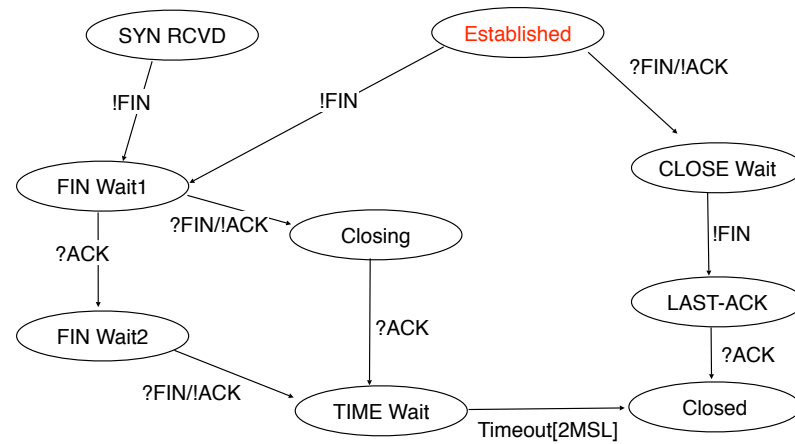 SYN RCVD
Established
?FIN/!ACK
!FIN
!FIN
FIN Wait1
CLOSE Wait
?FIN/!ACK
Closing
!FIN
?ACK
LAST-ACK
FIN Wait2
?ACK
?ACK
?FIN/!ACK
TIME Wait
Closed
Timeout[2MSL]